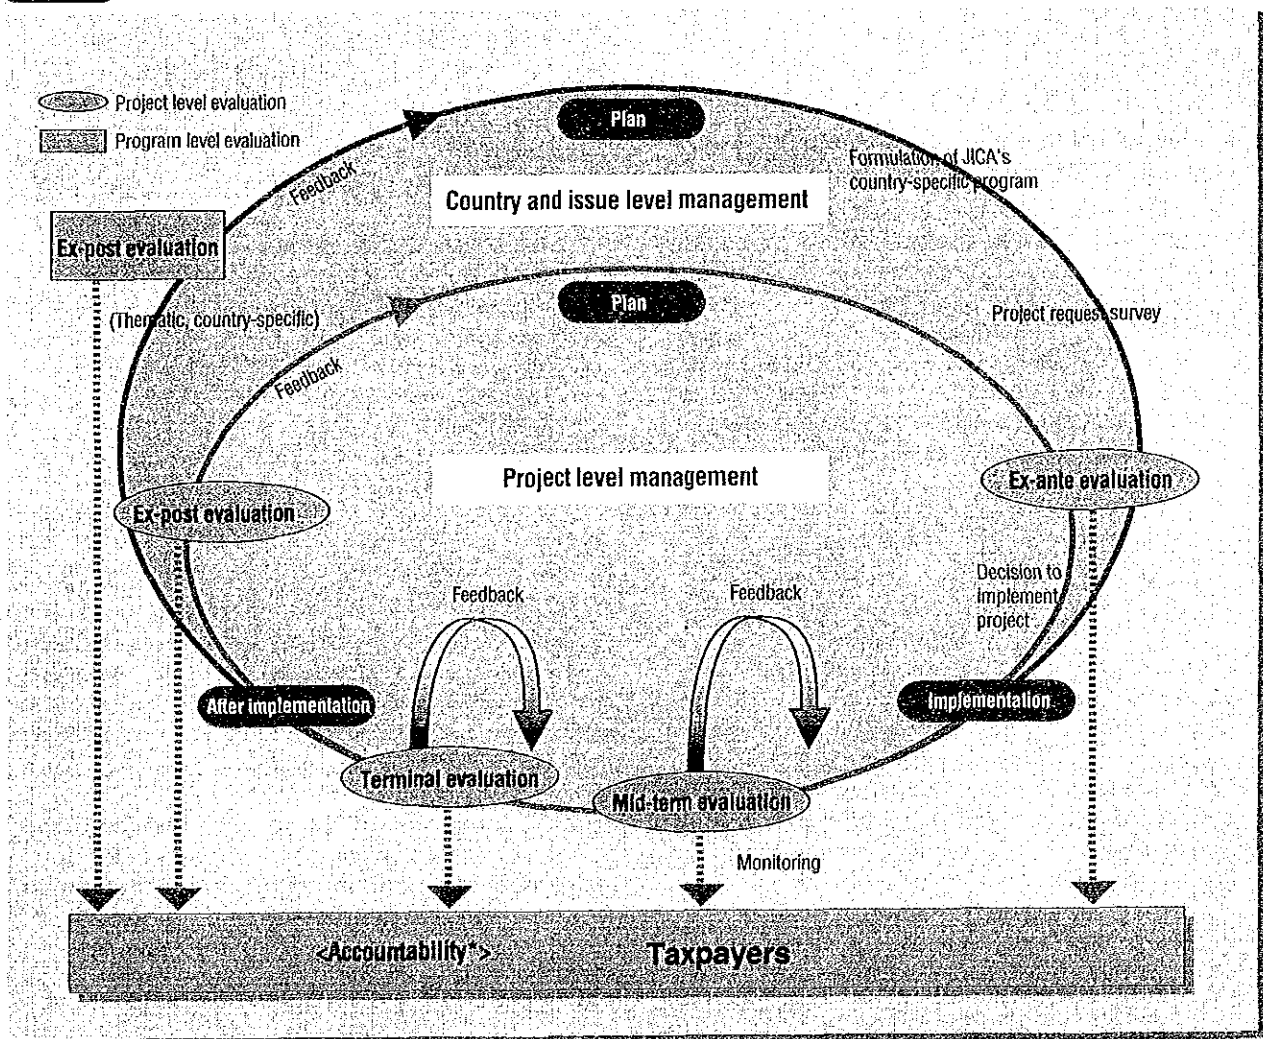 Project level evaluation
Program level evaluation
Plan
Feedback
Formulation of JICA's
country-specific program
Country and issue level management
Ex-post evaluation
Plan
(Thematic, country-specific)
Project request survey
Feedback
Project level management
Ex-ante evaluation
Ex-post evaluation
Decision to
implement
project
Feedback
Feedback
After implementation
Implementation
Terminal evaluation
Mid-term evaluation
Monitoring
<Accountability*>
Taxpayers